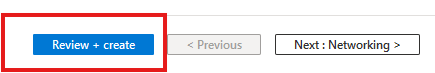 Review + create
< Previous
Next : Networking >